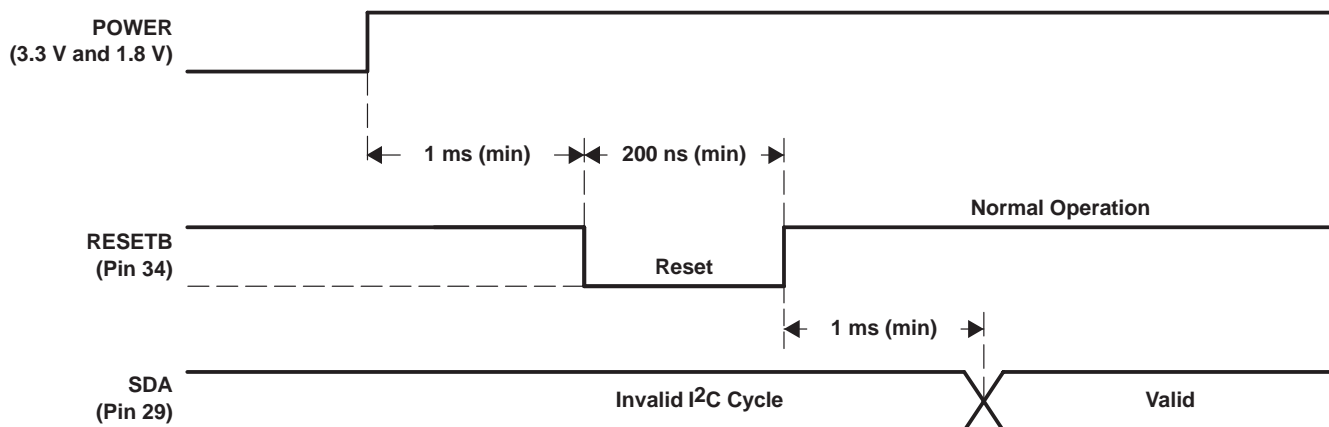 POWER
(3.3 V and 1.8 V)
1 ms (min)
200 ns (min)
Normal Operation
RESETB
(Pin 34)
Reset
1 ms (min)
SDA
(Pin 29)
Invalid I²C Cycle
Valid